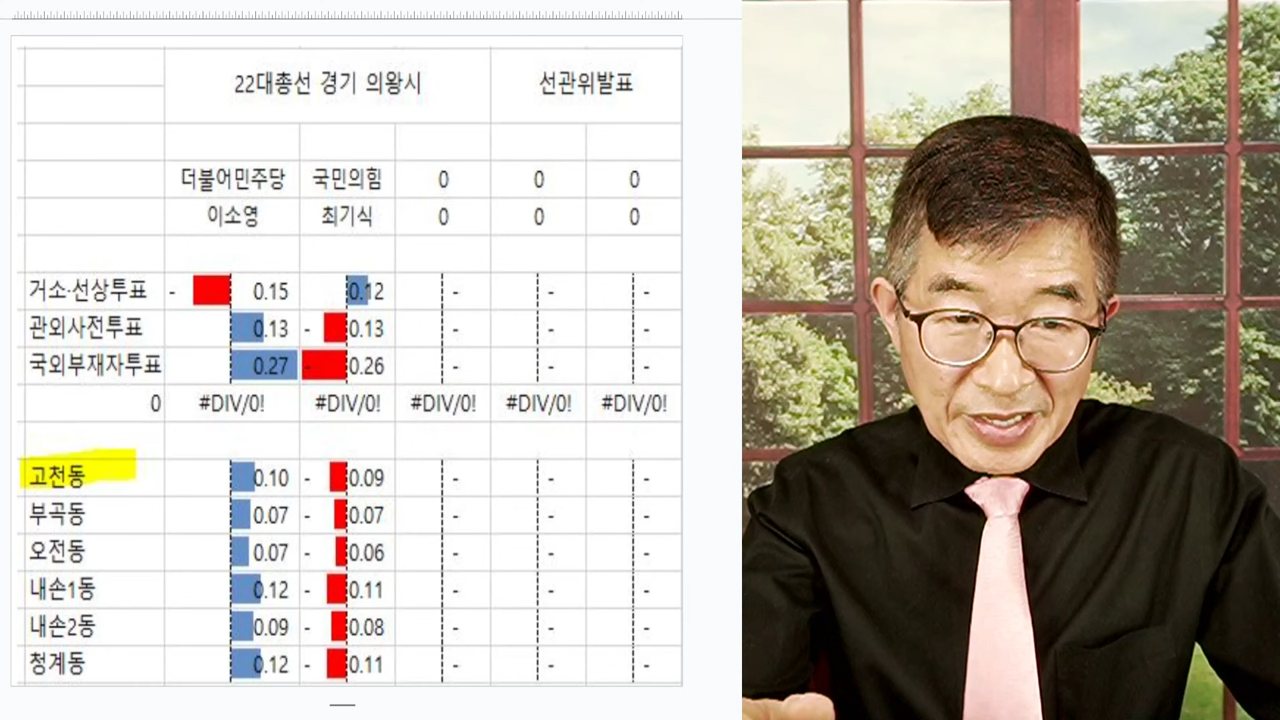 22대총선 경기 의왕시 선관위발표
더불어민주당 국민의힘 0 0 0
이소영 최기식 0 0 0
거소·선상투표 - 0.15 0.12 - - -
관외사전투표 0.13 - 0.13 - - -
국외부재자투표 0.27 - 0.26 - - -
0 #DIV/0! #DIV/0! #DIV/0! #DIV/0! #DIV/0!
고천동 0.10 - 0.09 - - -
부곡동 0.07 - 0.07 - - -
오전동 0.07 - 0.06 - - -
내손1동 0.12 - 0.11 - - -
내손2동 0.09 - 0.08 - - -
청계동 0.12 - 0.11 - - -